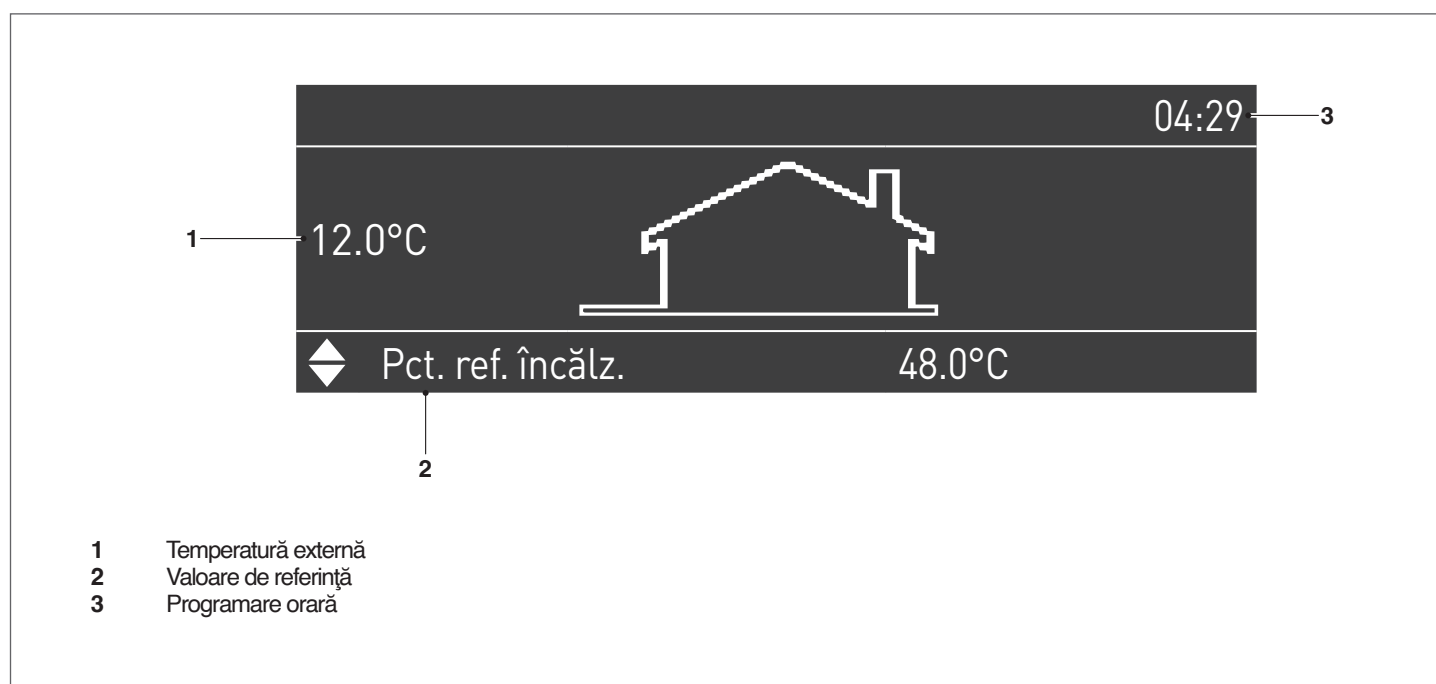 04:29
3
1
12.0°C
Pct. ref. încălz. 48.0°C
2
1 Temperatură externă
2 Valoare de referinţă
3 Programare orară